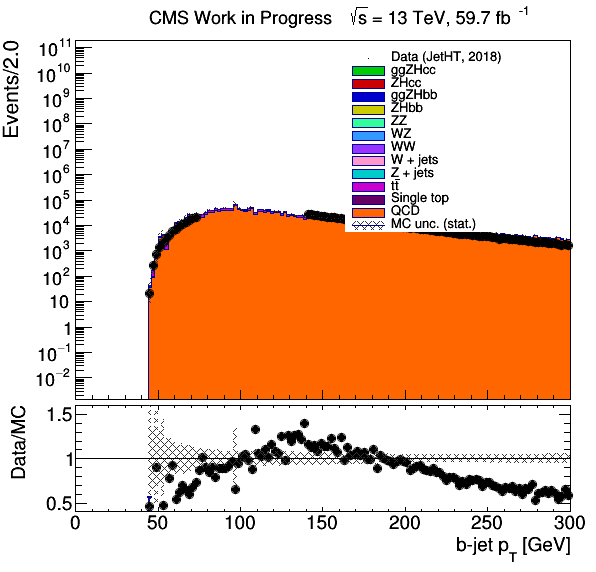 CMS Work in Progress √s = 13 TeV, 59.7 fb⁻¹
Events/2.0
10¹¹
10¹⁰
10⁹
10⁸
10⁷
10⁶
10⁵
10⁴
10³
10²
10
1
10⁻¹
10⁻²
Data (JetHT, 2018)
ggZHcc
ZHcc
ggZHbb
ZHbb
ZZ
WZ
WW
W + jets
Z + jets
tt̄
Single top
QCD
MC unc. (stat.)
Data/MC
1.5
1
0.5
0 50 100 150 200 250 300
b-jet p_T [GeV]